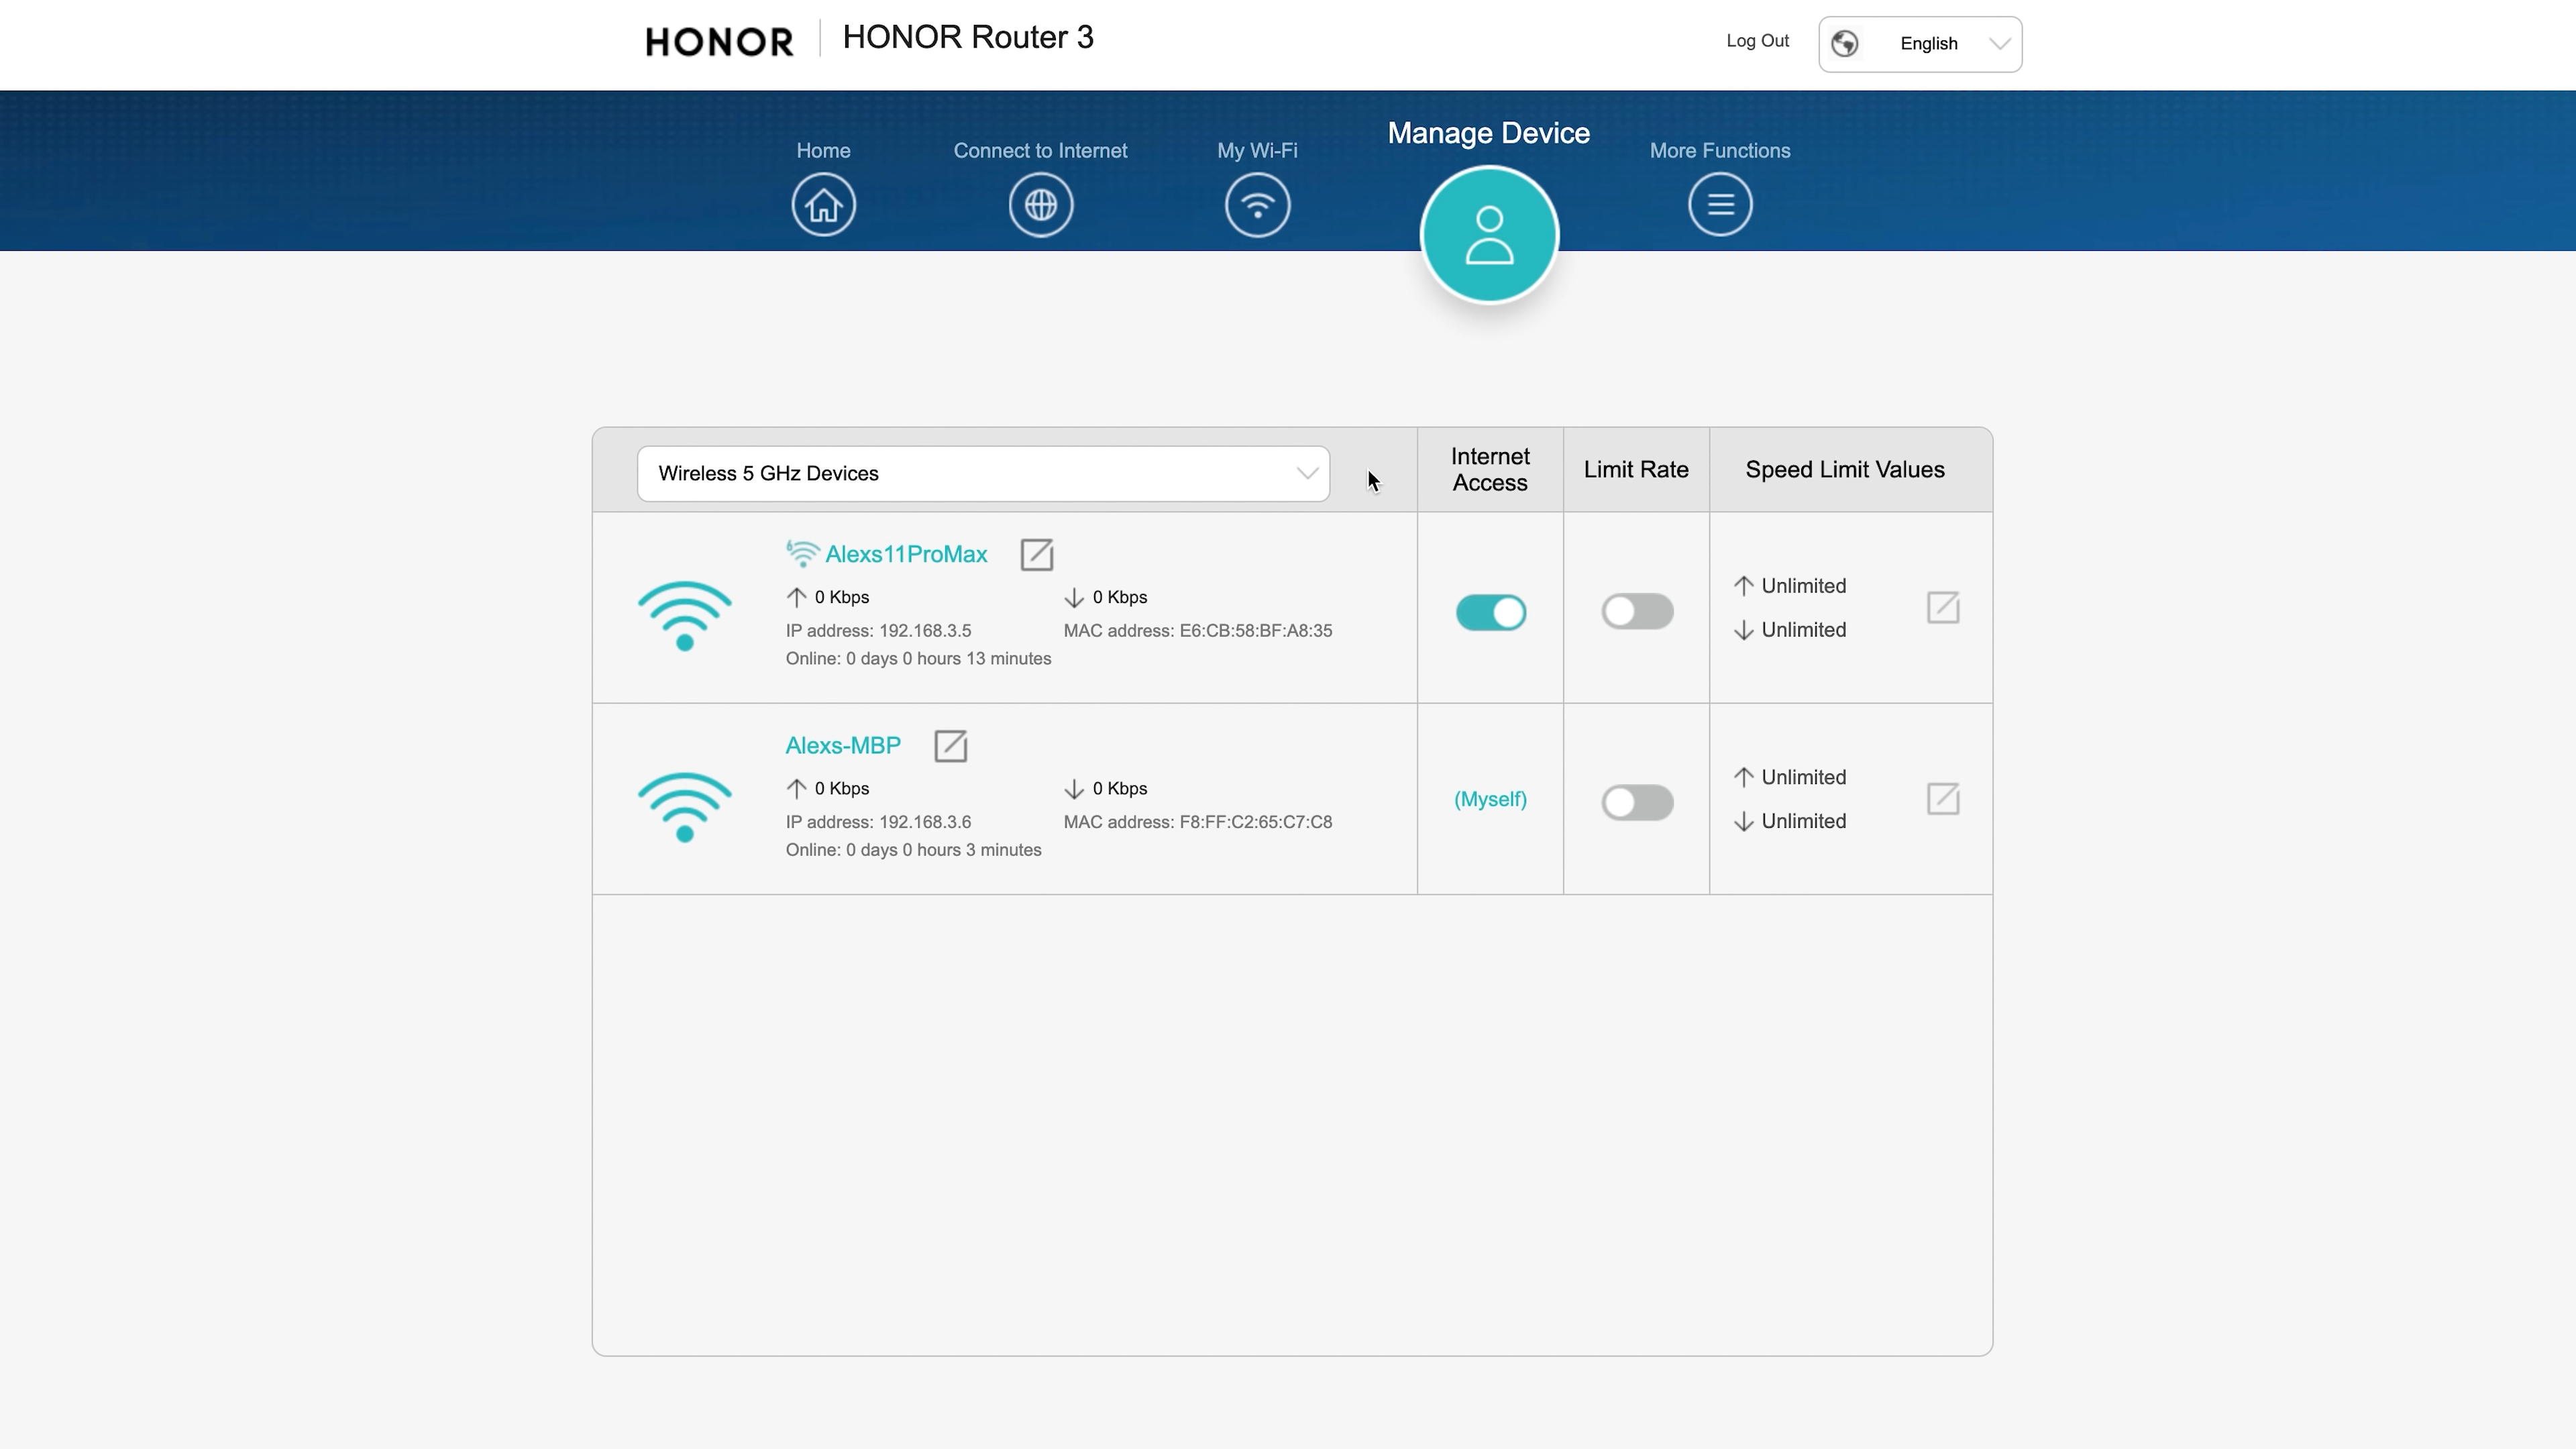 HONOR
HONOR Router 3
Log Out
English
Home
Connect to Internet
My Wi-Fi
Manage Device
More Functions
Wireless 5 GHz Devices
Internet
Access
Limit Rate
Speed Limit Values
6
Alexs11ProMax
0 Kbps
0 Kbps
IP address: 192.168.3.5
MAC address: E6:CB:58:BF:A8:35
Online: 0 days 0 hours 13 minutes
Unlimited
Unlimited
Alexs-MBP
0 Kbps
0 Kbps
IP address: 192.168.3.6
MAC address: F8:FF:C2:65:C7:C8
Online: 0 days 0 hours 3 minutes
(Myself)
Unlimited
Unlimited